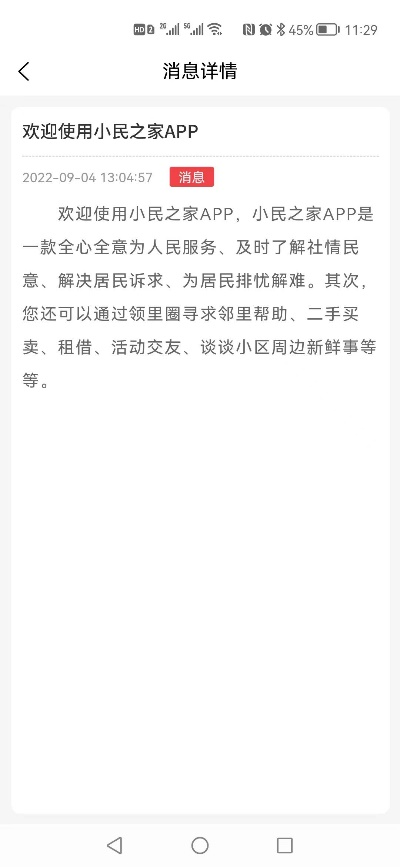 HD 2 2G 5G 45% 11:29
消息详情
欢迎使用小民之家APP
2022-09-04 13:04:57 消息
欢迎使用小民之家APP，小民之家APP是
一款全心全意为人民服务、及时了解社情民
意、解决居民诉求、为居民排忧解难。其次，
您还可以通过领里圈寻求邻里帮助、二手买
卖、租借、活动交友、谈谈小区周边新鲜事等
等。